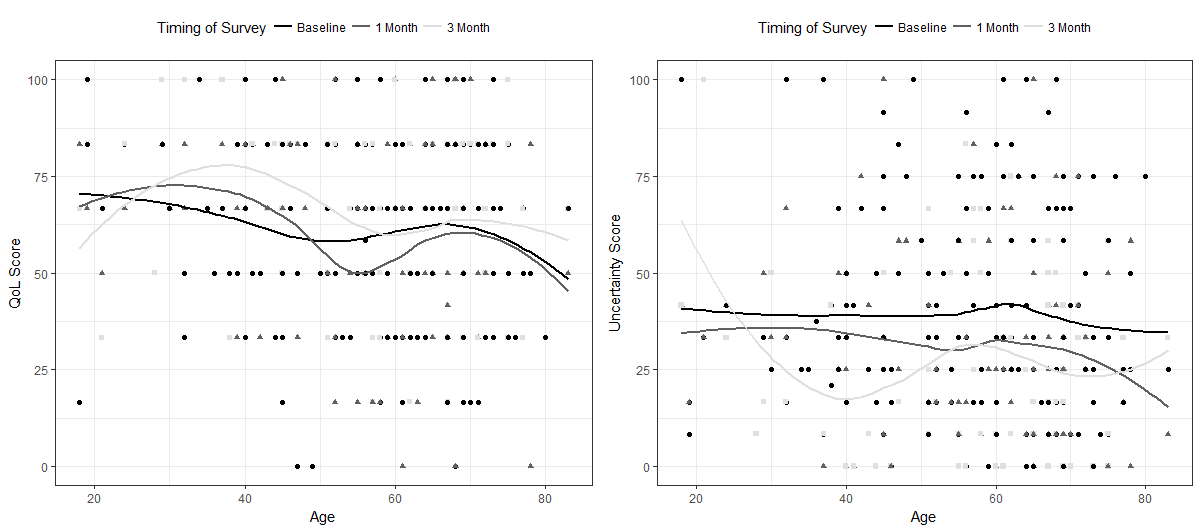 Timing of Survey Baseline 1 Month 3 Month
100
75
50
25
0
QoL Score
20 40 60 80
Age
Timing of Survey Baseline 1 Month 3 Month
100
75
50
25
0
Uncertainty Score
20 40 60 80
Age